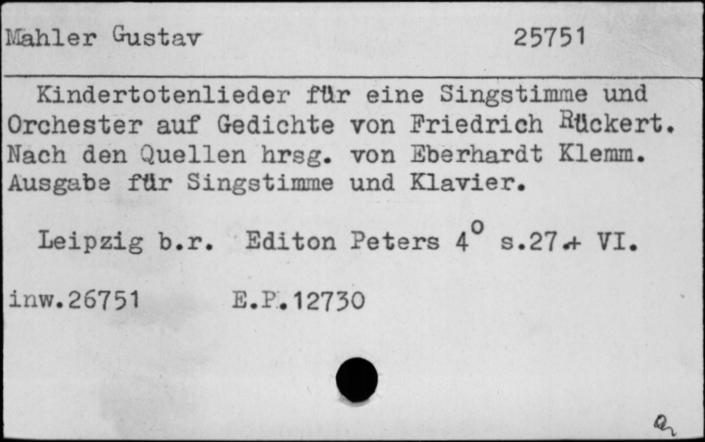 Mahler Gustav 25751
Kindertotenlieder für eine Singstimme und
Orchester auf Gedichte von Friedrich Rückert.
Nach den Quellen hrsg. von Eberhardt Klemm.
Ausgabe für Singstimme und Klavier.
Leipzig b.r. Editon Peters 4° s.27.+ VI.
inw.26751 E.P.12730